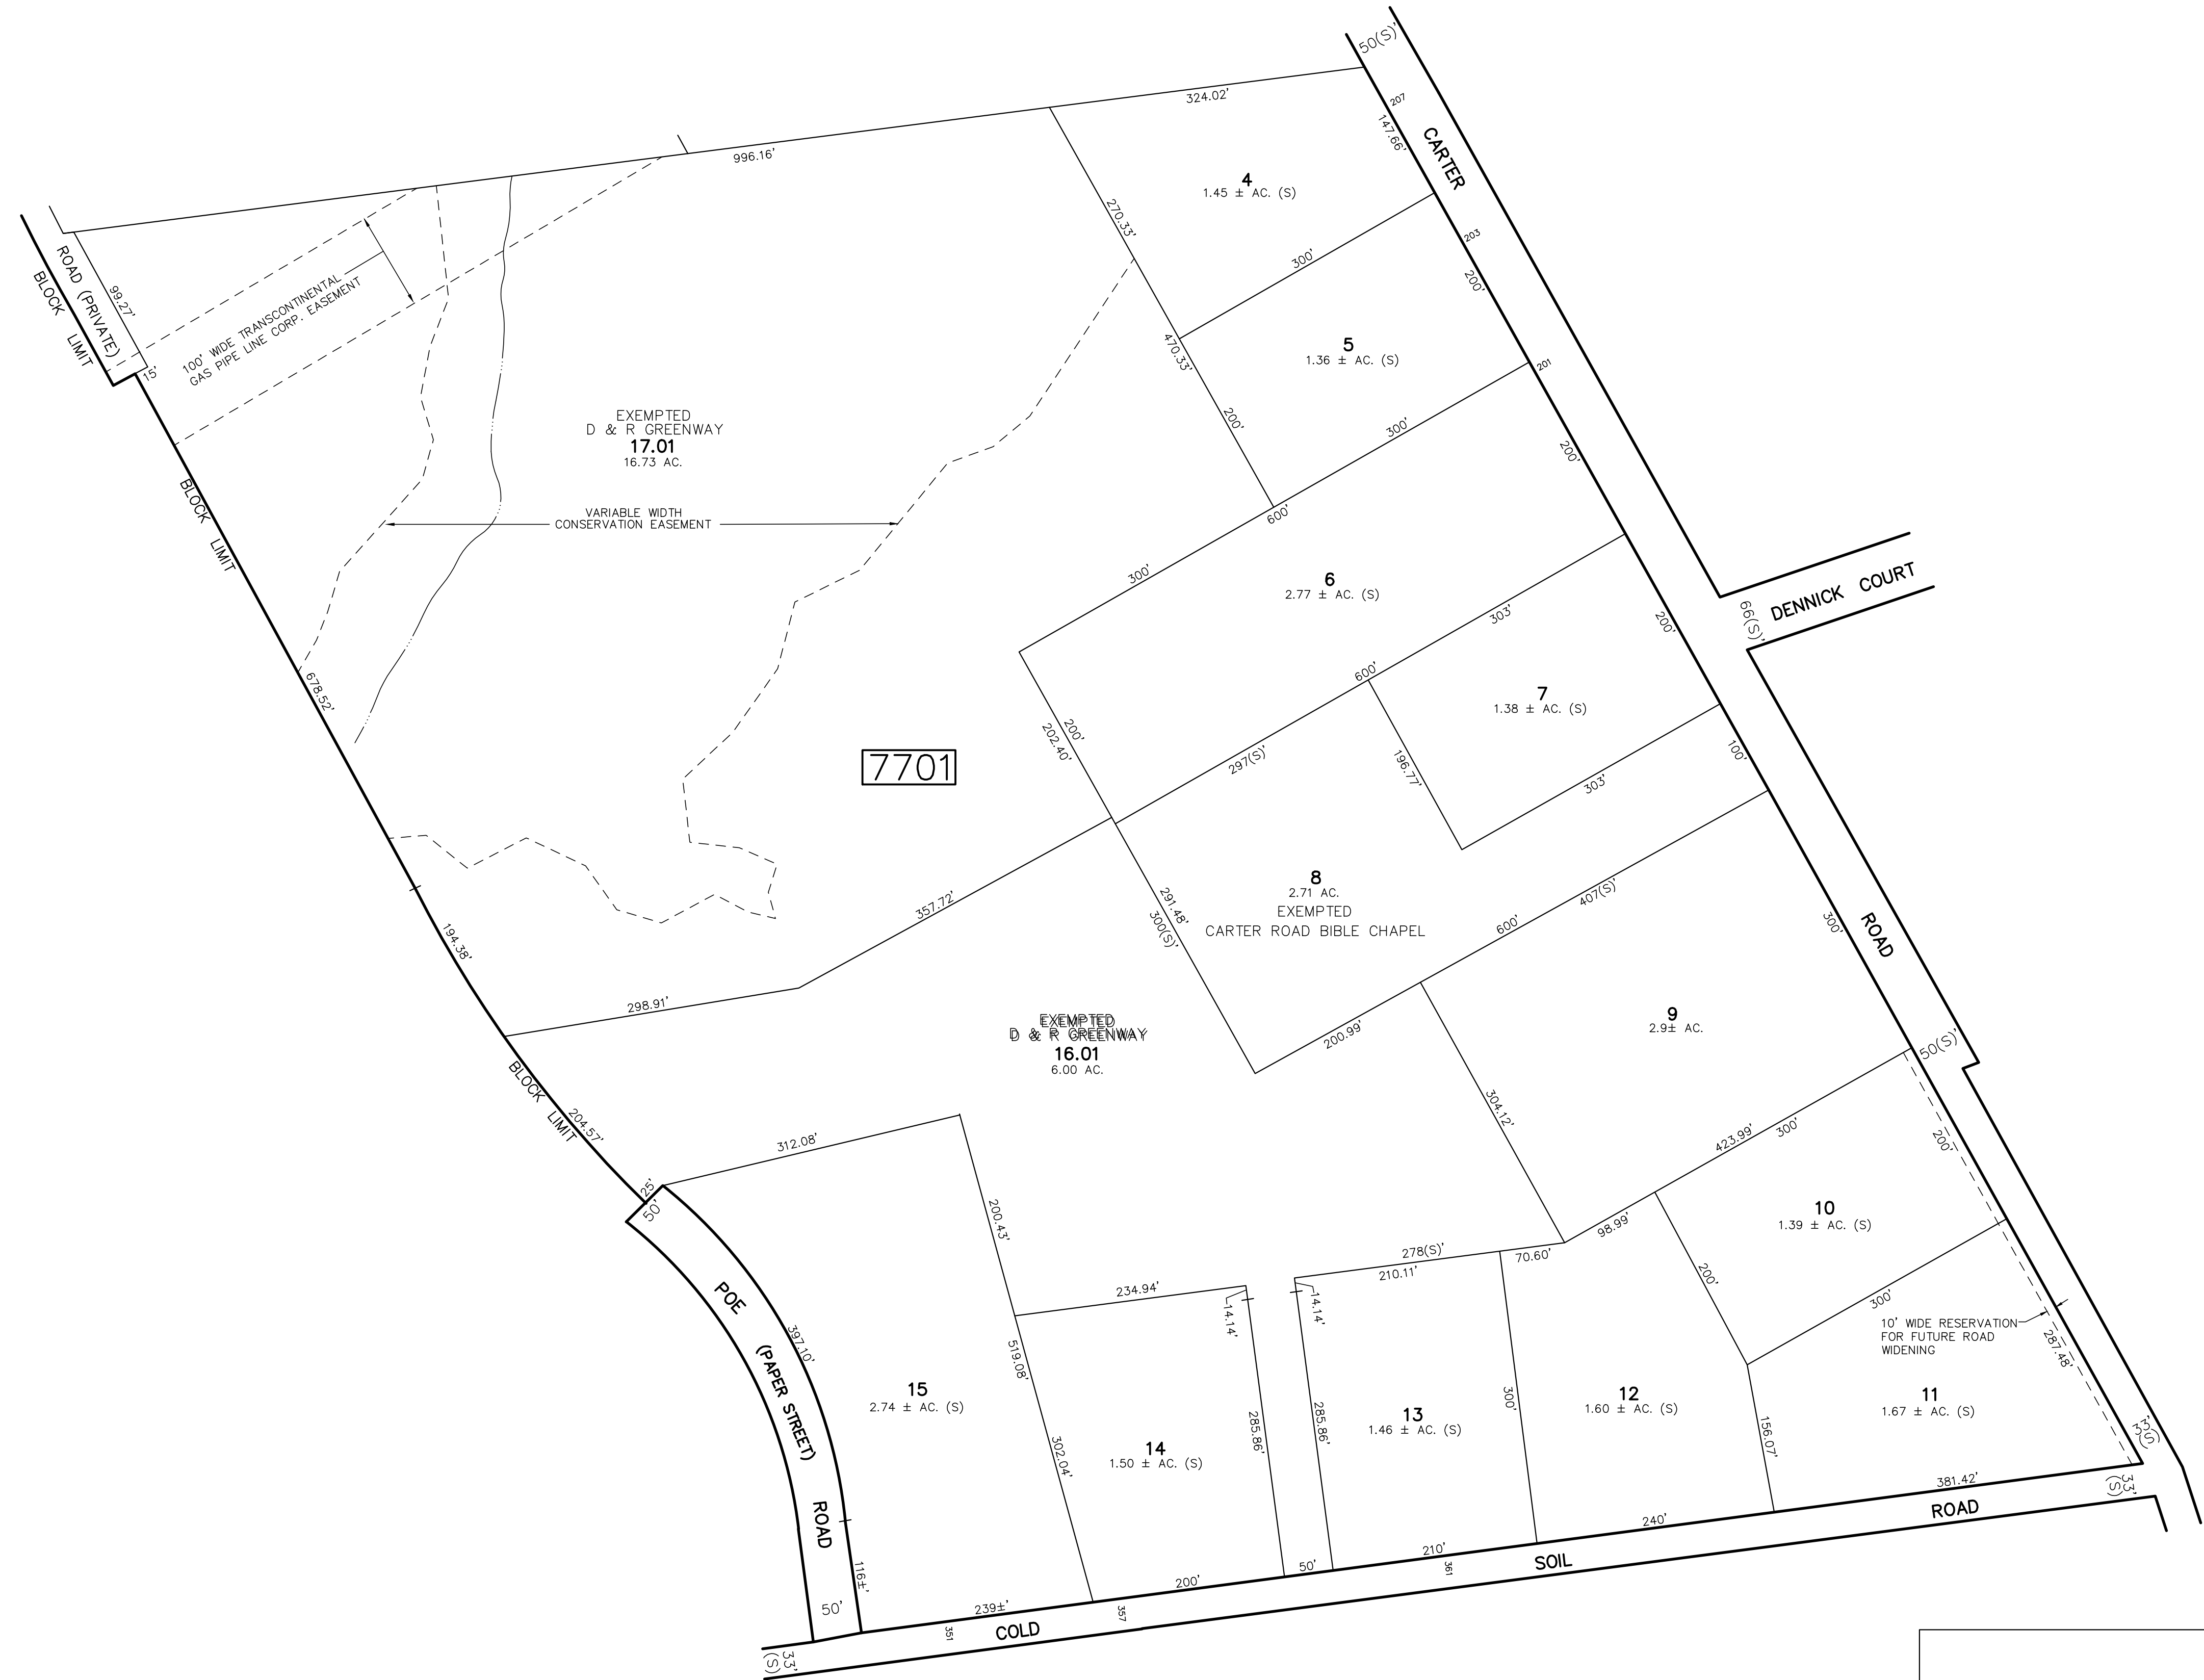 50(S)'
324.02'
207
147.66'
CARTER
996.16'
4
1.45 ± AC. (S)
270.33'
203
200'
300'
ROAD (PRIVATE)
BLOCK LIMIT
99.27'
15'
100' WIDE TRANSCONTINENTAL
GAS PIPE LINE CORP. EASEMENT
5
1.36 ± AC. (S)
470.33'
200'
201
300'
200'
EXEMPTED
D & R GREENWAY
17.01
16.73 AC.
BLOCK LIMIT
VARIABLE WIDTH
CONSERVATION EASEMENT
600'
300'
6
2.77 ± AC. (S)
303'
200'
66(S)'
DENNICK COURT
600'
678.52'
7
1.38 ± AC. (S)
200'
202.40'
297(S)'
196.77'
303'
100'
7701
8
2.71 AC.
EXEMPTED
CARTER ROAD BIBLE CHAPEL
291.48'
300(S)'
407(S)'
600'
300'
ROAD
357.72'
194.38'
298.91'
EXEMPTED
D & R GREENWAY
16.01
6.00 AC.
200.99'
9
2.9± AC.
50(S)'
BLOCK LIMIT
204.57'
304.12'
423.99'
300'
200'
312.08'
25'
50'
200.43'
10
1.39 ± AC. (S)
98.99'
278(S)'
70.60'
210.11'
200'
234.94'
14.14'
14.14'
300'
10' WIDE RESERVATION
FOR FUTURE ROAD
WIDENING
287.48'
POE (PAPER STREET) ROAD
397.10'
519.08'
15
2.74 ± AC. (S)
302.04'
14
1.50 ± AC. (S)
285.86'
285.86'
13
1.46 ± AC. (S)
300'
12
1.60 ± AC. (S)
156.07'
11
1.67 ± AC. (S)
33'
(S)
381.42'
33'
(S)
116±'
50'
239±'
200'
50'
210'
240'
351
357
361
COLD SOIL ROAD
33'
(S)